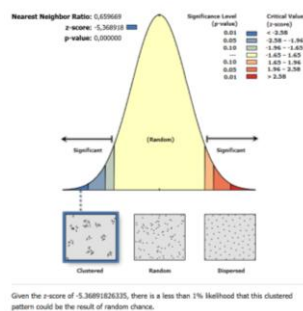 Nearest Neighbor Ratio: 0,659669
z-score: -5,368918
p-value: 0,000000
Significance Level
(p-value)
Critical Value
(z-score)
0.01 < -2.58
0.05 -2.58 - -1.96
0.10 -1.96 - -1.65
— -1.65 - 1.65
0.10 1.65 - 1.96
0.05 1.96 - 2.58
0.01 > 2.58
(Random)
Significant
Significant
Clustered
Random
Dispersed
Given the z-score of -5.36891826335, there is a less than 1% likelihood that this clustered
pattern could be the result of random chance.